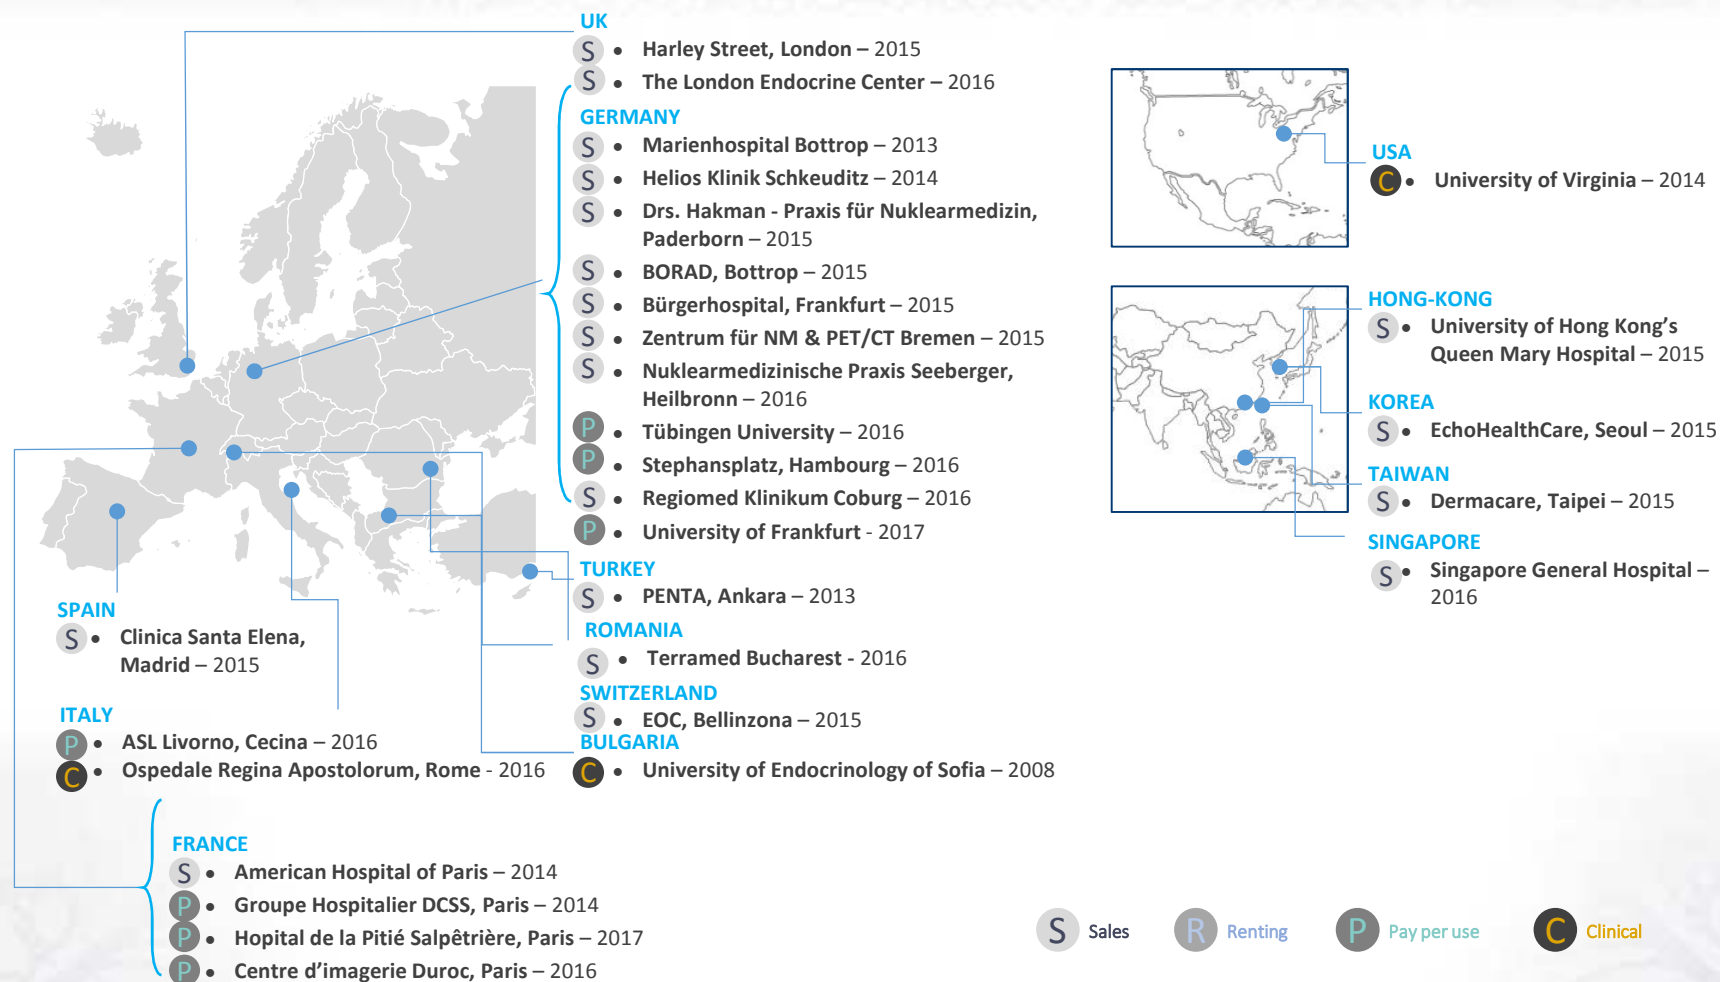 UK
S • Harley Street, London – 2015
S • The London Endocrine Center – 2016
GERMANY
S • Marienhospital Bottrop – 2013
S • Helios Klinik Schkeuditz – 2014
S • Drs. Hakman - Praxis für Nuklearmedizin,
Paderborn – 2015
S • BORAD, Bottrop – 2015
S • Bürgerhospital, Frankfurt – 2015
S • Zentrum für NM & PET/CT Bremen – 2015
S • Nuklearmedizinische Praxis Seeberger,
Heilbronn – 2016
P • Tübingen University – 2016
P • Stephansplatz, Hambourg – 2016
S • Regiomed Klinikum Coburg – 2016
P • University of Frankfurt - 2017
TURKEY
S • PENTA, Ankara – 2013
ROMANIA
S • Terramed Bucharest - 2016
SWITZERLAND
S • EOC, Bellinzona – 2015
BULGARIA
C • University of Endocrinology of Sofia – 2008
SPAIN
S • Clinica Santa Elena,
Madrid – 2015
ITALY
P • ASL Livorno, Cecina – 2016
C • Ospedale Regina Apostolorum, Rome - 2016
FRANCE
S • American Hospital of Paris – 2014
P • Groupe Hospitalier DCSS, Paris – 2014
P • Hopital de la Pitié Salpêtrière, Paris – 2017
P • Centre d'imagerie Duroc, Paris – 2016
USA
C • University of Virginia – 2014
HONG-KONG
S • University of Hong Kong's
Queen Mary Hospital – 2015
KOREA
S • EchoHealthCare, Seoul – 2015
TAIWAN
S • Dermacare, Taipei – 2015
SINGAPORE
S • Singapore General Hospital –
2016
S Sales R Renting P Pay per use C Clinical